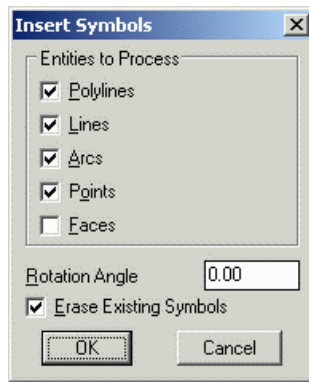 Insert Symbols
Entities to Process
Polylines
Lines
Arcs
Points
Faces
Rotation Angle 0.00
Erase Existing Symbols
OK Cancel